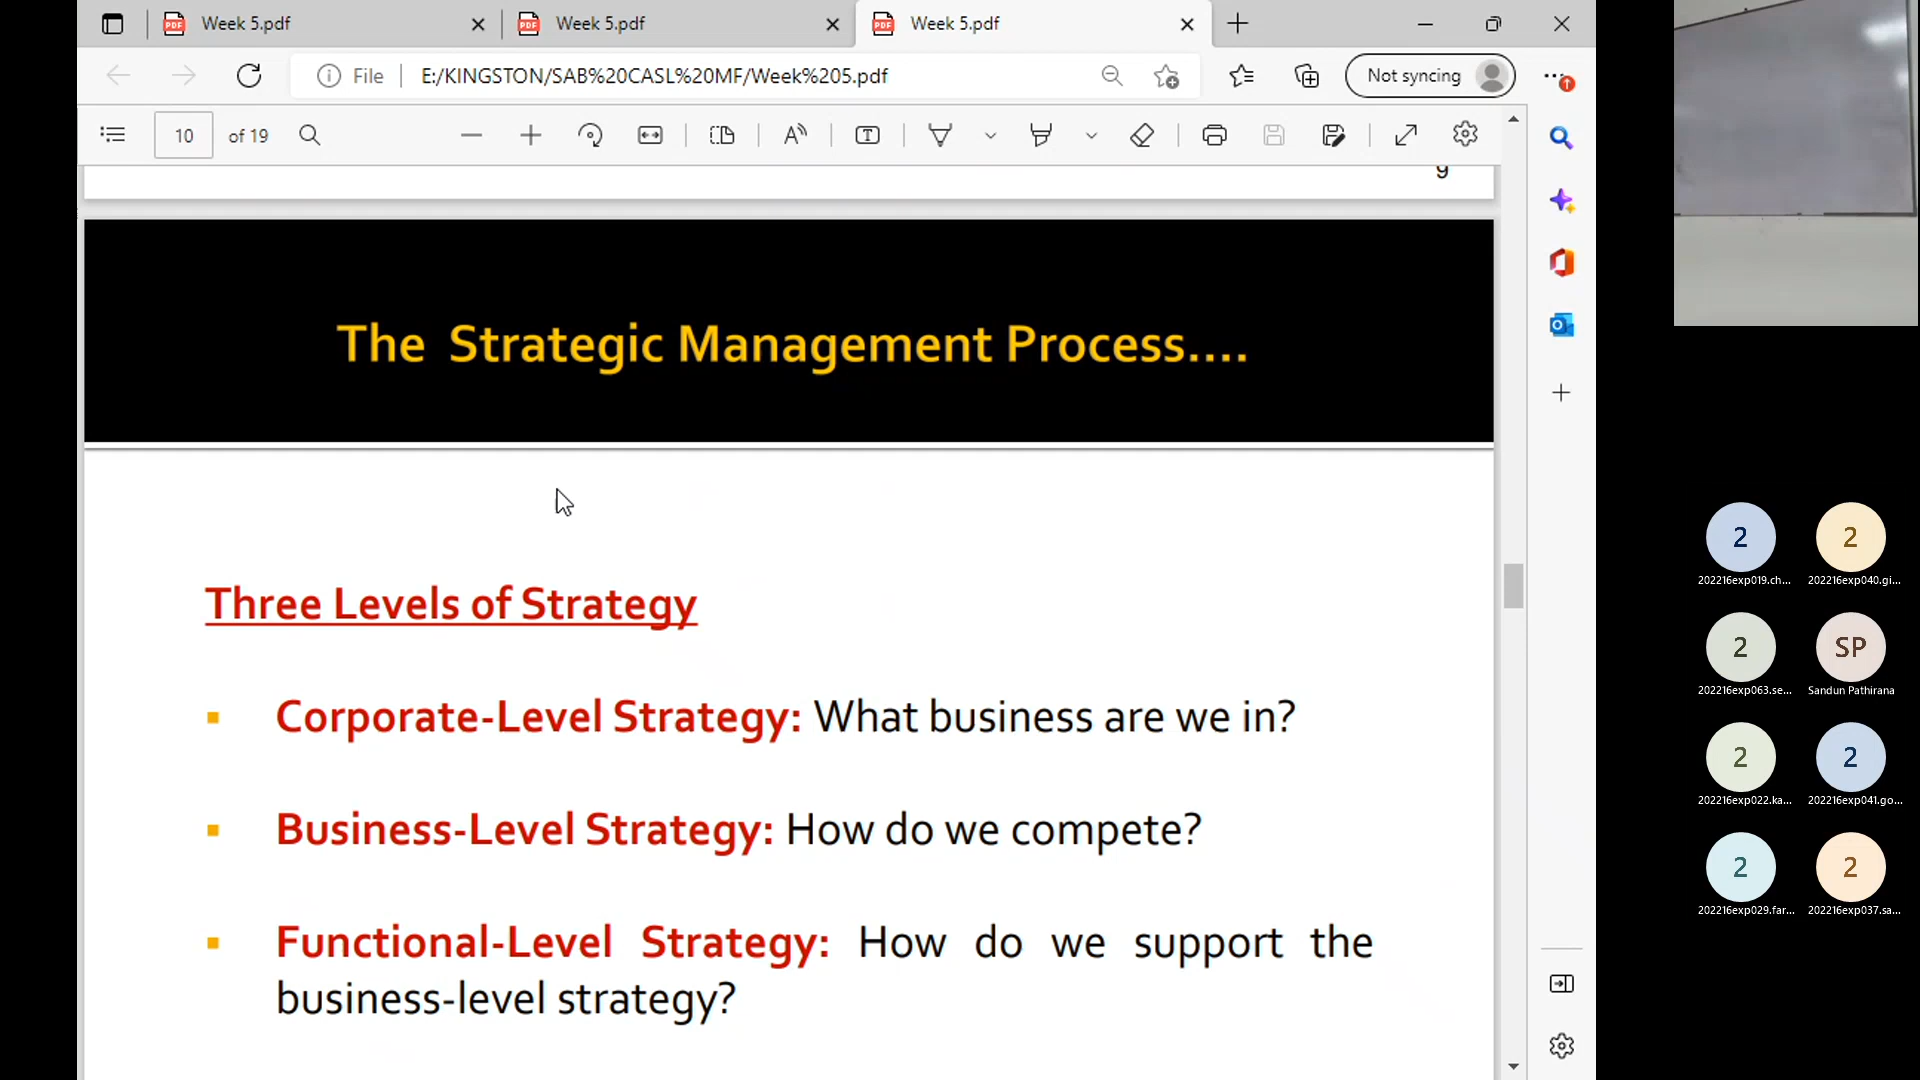 Week 5.pdf
Week 5.pdf
Week 5.pdf
File
E:/KINGSTON/SAB%20CASL%20MF/Week%205.pdf
Not syncing
10 of 19
9
The Strategic Management Process....
Three Levels of Strategy
Corporate-Level Strategy: What business are we in?
Business-Level Strategy: How do we compete?
Functional-Level Strategy: How do we support the
business-level strategy?
2
202216exp019.ch...
2
202216exp040.gi...
2
202216exp063.se...
SP
Sandun Pathirana
2
202216exp022.ka...
2
202216exp041.go...
2
202216exp029.far...
2
202216exp037.sa...